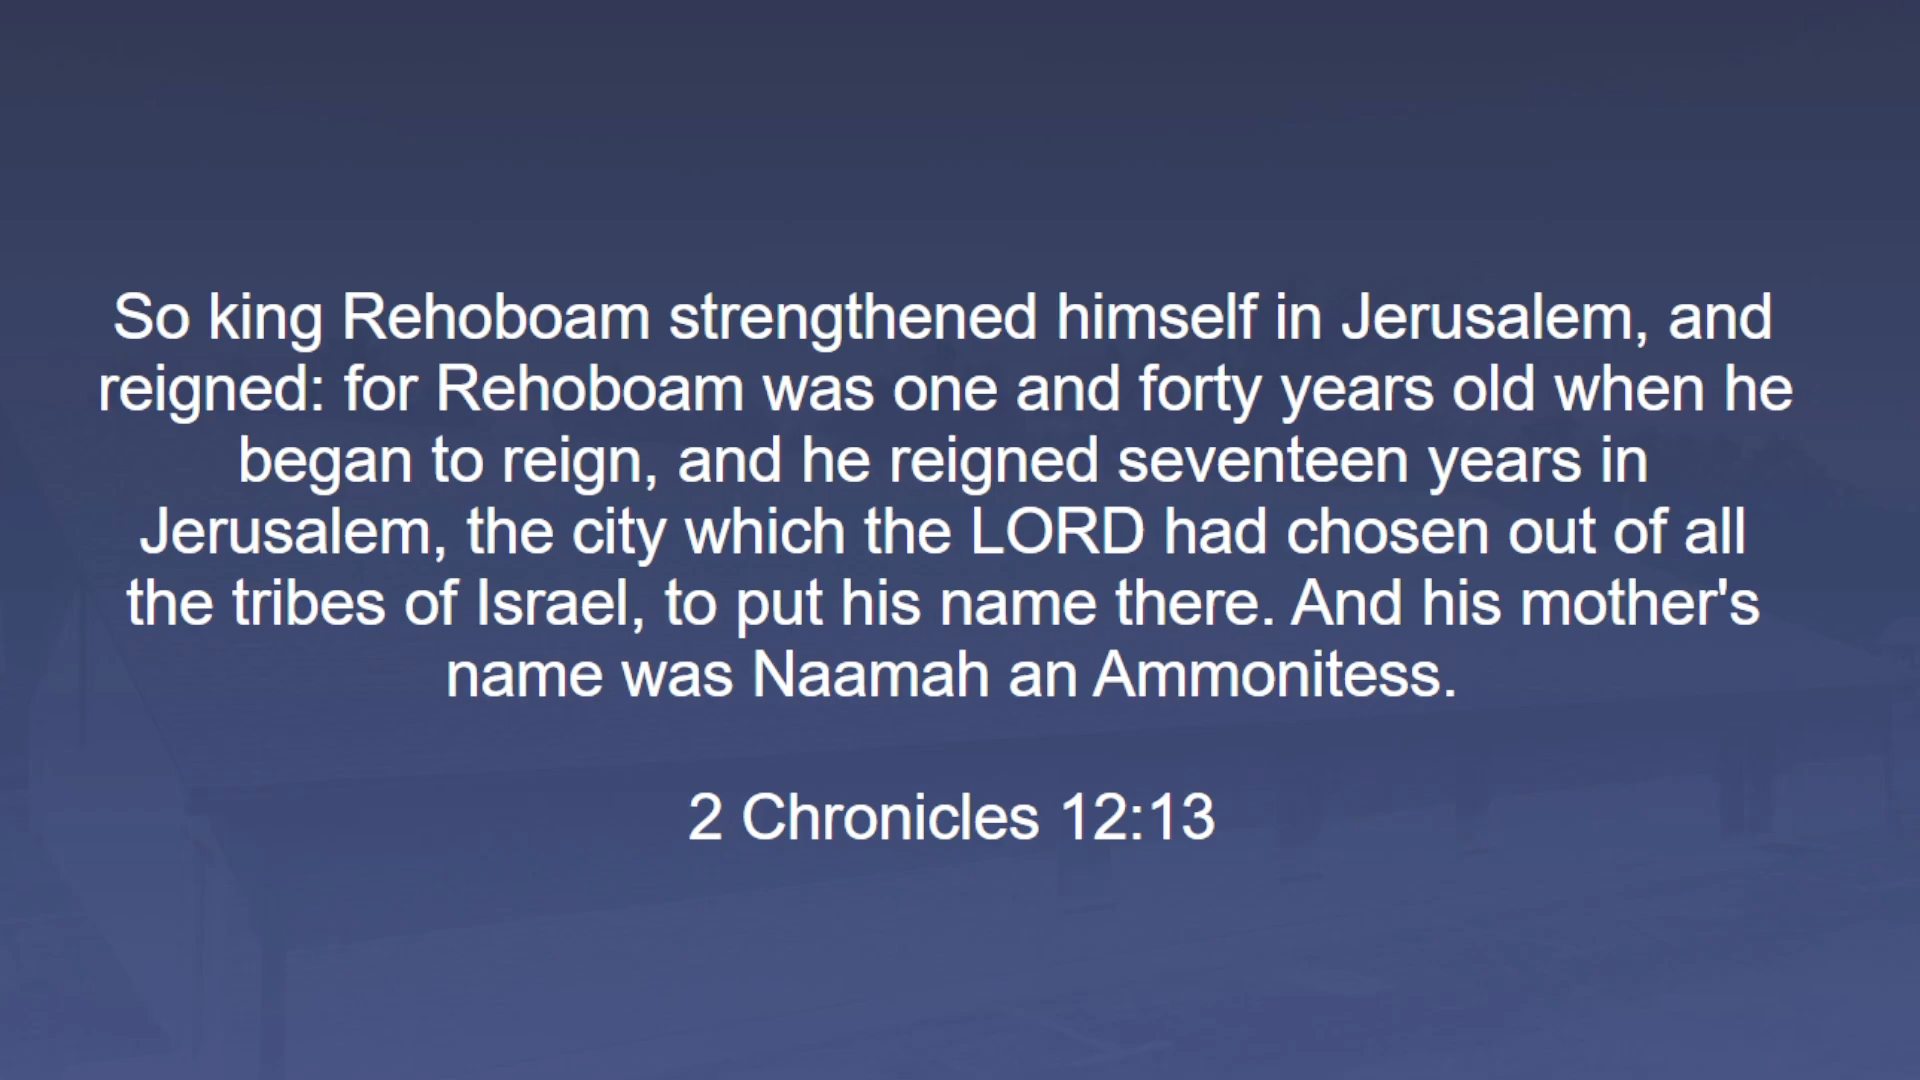 So king Rehoboam strengthened himself in Jerusalem, and
reigned: for Rehoboam was one and forty years old when he
began to reign, and he reigned seventeen years in
Jerusalem, the city which the LORD had chosen out of all
the tribes of Israel, to put his name there. And his mother's
name was Naamah an Ammonitess.
2 Chronicles 12:13